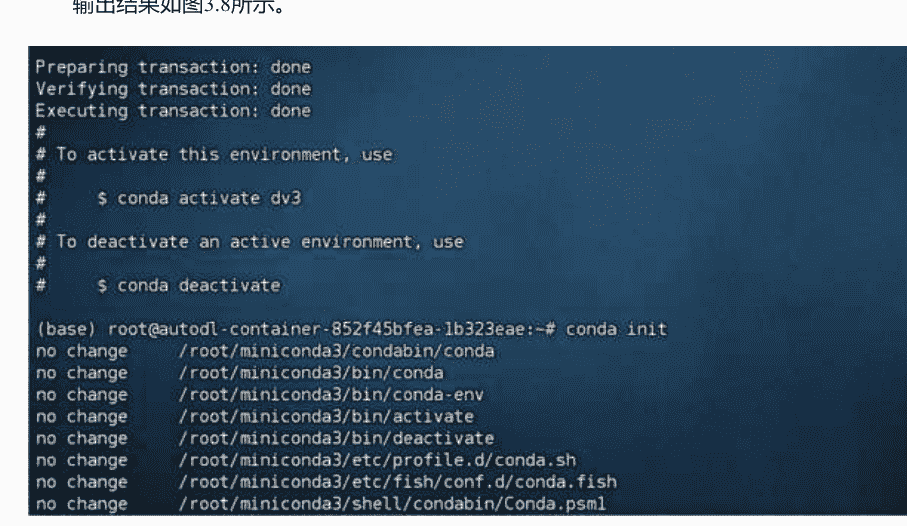 输出结果如图3.8所示。
Preparing transaction: done
Verifying transaction: done
Executing transaction: done
#
# To activate this environment, use
#
#     $ conda activate dv3
#
# To deactivate an active environment, use
#
#     $ conda deactivate
(base) root@autodl-container-852f45bfea-1b323eae:~# conda init
no change     /root/miniconda3/condabin/conda
no change     /root/miniconda3/bin/conda
no change     /root/miniconda3/bin/conda-env
no change     /root/miniconda3/bin/activate
no change     /root/miniconda3/bin/deactivate
no change     /root/miniconda3/etc/profile.d/conda.sh
no change     /root/miniconda3/etc/fish/conf.d/conda.fish
no change     /root/miniconda3/shell/condabin/Conda.psm1